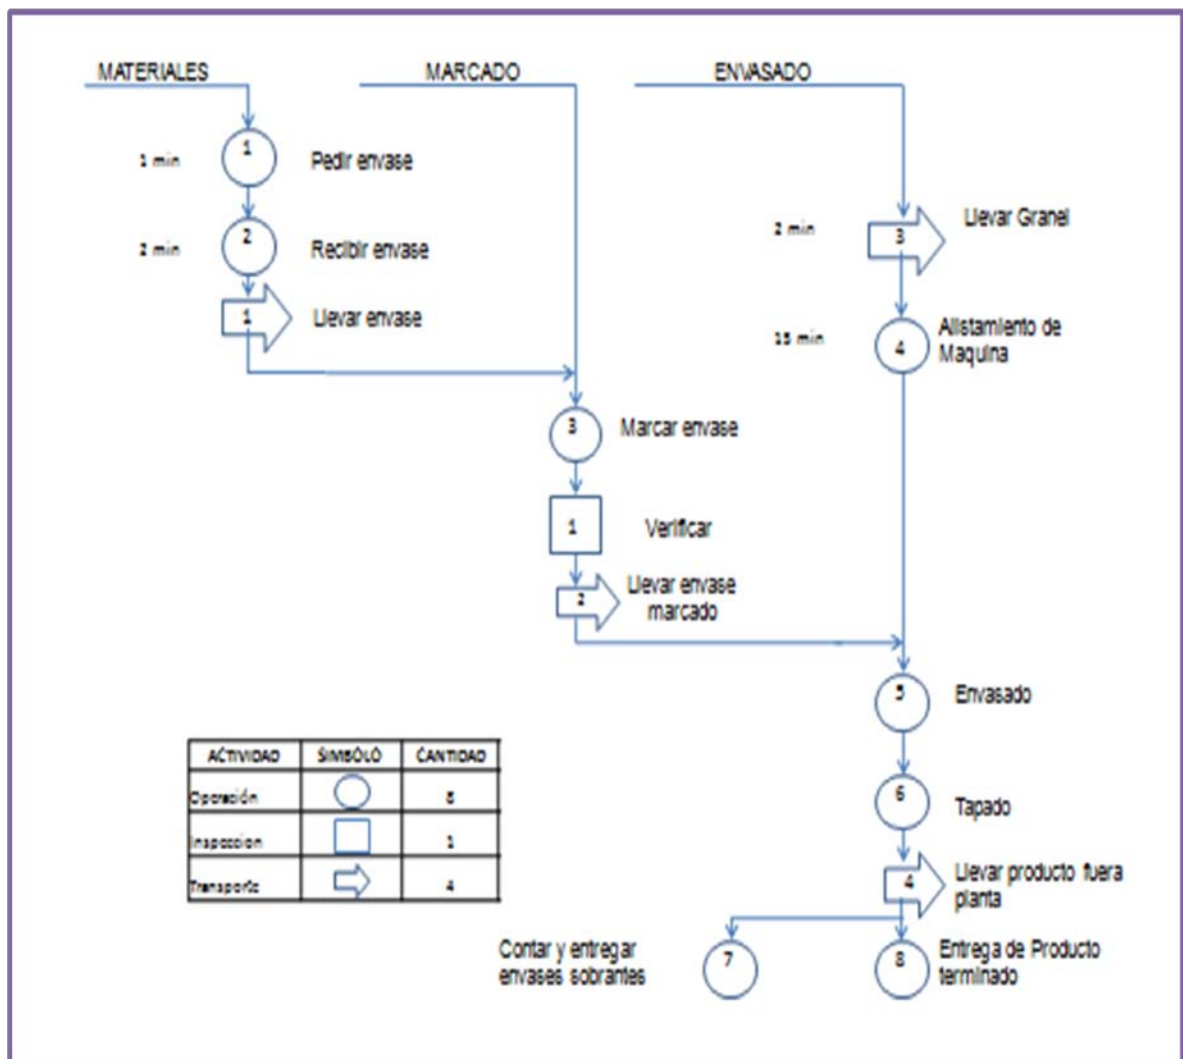 MATERIALES
MARCADO
ENVASADO
1 min
1
Pedir envase
2 min
2
Recibir envase
1
Llevar envase
2 min
3
Llevar Granel
15 min
4
Alistamiento de
Maquina
3
Marcar envase
1
Verificar
2
Llevar envase
marcado
5
Envasado
6
Tapado
4
Llevar producto fuera
planta
Contar y entregar
envases sobrantes
7
8
Entrega de Producto
terminado
ACTIVIDAD SIMBOLO CANTIDAD
Operación 8
Inspeccion 1
Transporte 4